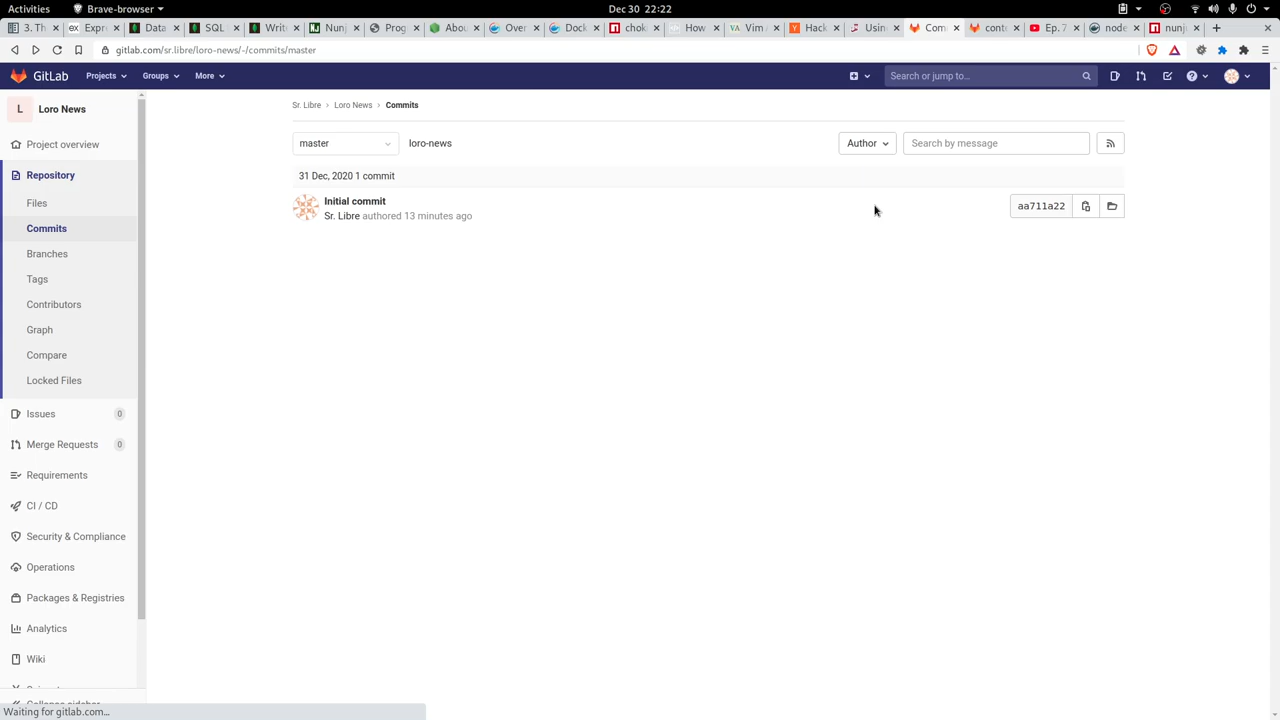 Activities
Brave-browser
Dec 30 22:22
3: Th
Expr
Data
SQL
Write
Nunj
Prog
Abou
Over
Dock
chok
How
Vim
Hack
Usin
Com
cont
Ep. 7
node
nunj
gitlab.com/sr.libre/loro-news/-/commits/master
GitLab
Projects
Groups
More
Search or jump to...
L
Loro News
Project overview
Repository
Files
Commits
Branches
Tags
Contributors
Graph
Compare
Locked Files
Issues 0
Merge Requests 0
Requirements
CI / CD
Security & Compliance
Operations
Packages & Registries
Analytics
Wiki
Sr. Libre › Loro News › Commits
master
loro-news
Author
Search by message
31 Dec, 2020 1 commit
Initial commit
Sr. Libre authored 13 minutes ago
aa711a22
Waiting for gitlab.com...